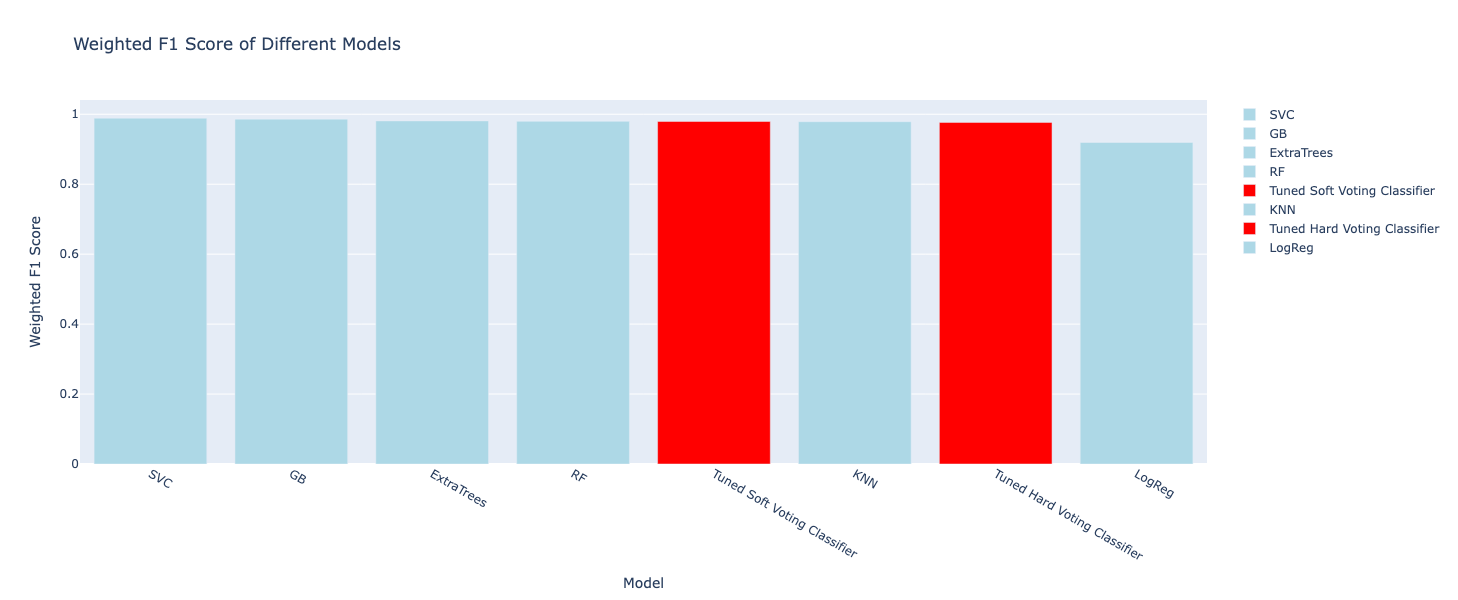 Weighted F1 Score of Different Models
Weighted F1 Score
1
0.8
0.6
0.4
0.2
0
SVC
GB
ExtraTrees
RF
Tuned Soft Voting Classifier
KNN
Tuned Hard Voting Classifier
LogReg
Model
SVC
GB
ExtraTrees
RF
Tuned Soft Voting Classifier
KNN
Tuned Hard Voting Classifier
LogReg